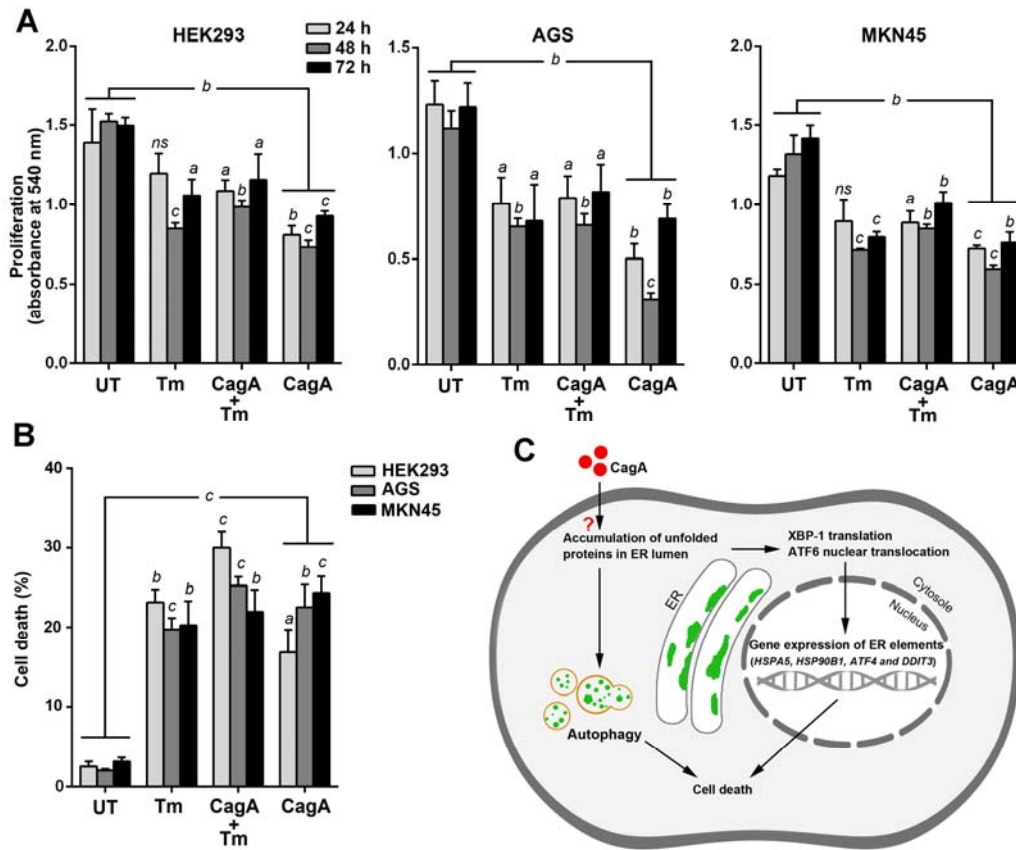 A
HEK293
24 h
48 h
72 h
AGS
MKN45
Proliferation
(absorbance at 540 nm)
2.0
1.5
1.0
0.5
0.0
b
ns
c
a
a
b
a
b
c
c
UT
Tm
CagA
+
Tm
CagA
1.5
1.0
0.5
0.0
b
a
b
a
a
b
a
b
c
b
UT
Tm
CagA
+
Tm
CagA
2.0
1.5
1.0
0.5
0.0
b
ns
c
c
a
b
b
c
c
b
UT
Tm
CagA
+
Tm
CagA
B
HEK293
AGS
MKN45
Cell death (%)
40
30
20
10
0
c
b
c
b
c
c
b
a
b
c
UT
Tm
CagA
+
Tm
CagA
C
CagA
?
Accumulation of unfolded
proteins in ER lumen
XBP-1 translation
ATF6 nuclear translocation
ER
Cytosole
Nucleus
Gene expression of ER elements
(HSPA5, HSP90B1, ATF4 and DDIT3)
Autophagy
Cell death